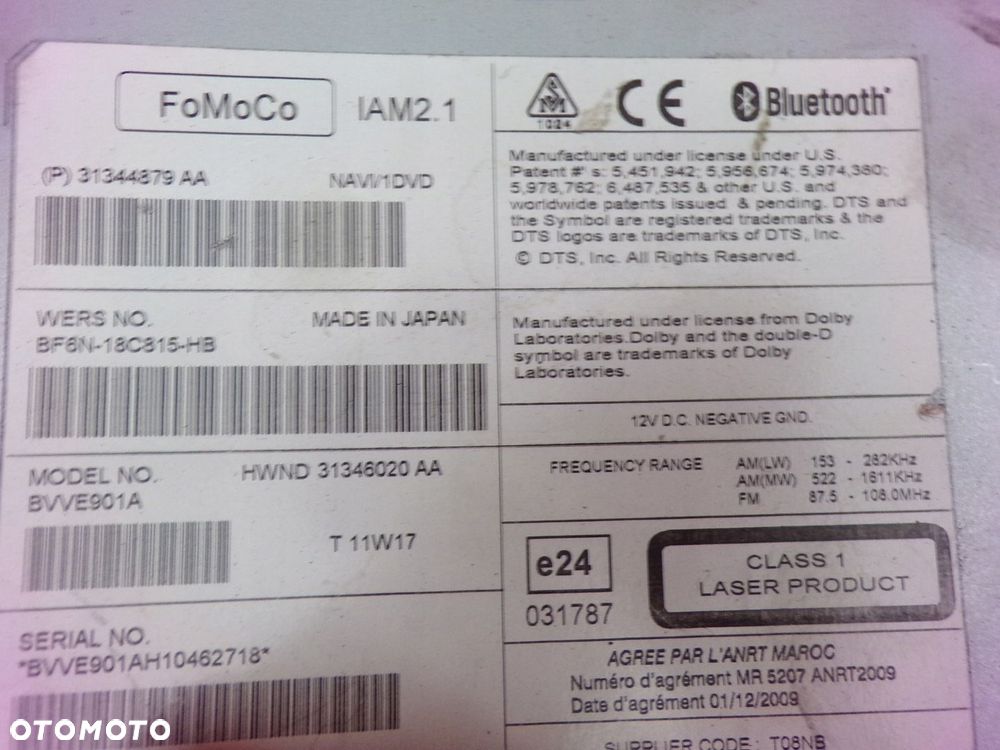 FoMoCo
IAM2.1
(P) 31344879 AA
NAVI/1DVD
WERS NO.
MADE IN JAPAN
BF6N-18C815-HB
MODEL NO.
HWND 31346020 AA
BVVE901A
T 11W17
SERIAL NO.
*BVVE901AH10462718*
1024
CE
Bluetooth
Manufactured under license under U.S.
Patent #' s: 5,451,942; 5,956,674; 5,974,380;
5,978,762; 6,487,535 & other U.S. and
worldwide patents issued & pending. DTS and
the Symbol are registered trademarks & the
DTS logos are trademarks of DTS, Inc.
© DTS, Inc. All Rights Reserved.
Manufactured under license from Dolby
Laboratories.Dolby and the double-D
symbol are trademarks of Dolby
Laboratories.
12V D.C. NEGATIVE GND.
FREQUENCY RANGE
AM(LW) 153 - 282KHz
AM(MW) 522 - 1611KHz
FM 87.5 - 108.0MHz
e24
031787
CLASS 1
LASER PRODUCT
AGREE PAR L'ANRT MAROC
Numéro d'agrément MR 5207 ANRT2009
Date d'agrément 01/12/2009
SUPPLIER CODE : T08NB
OTOMOTO